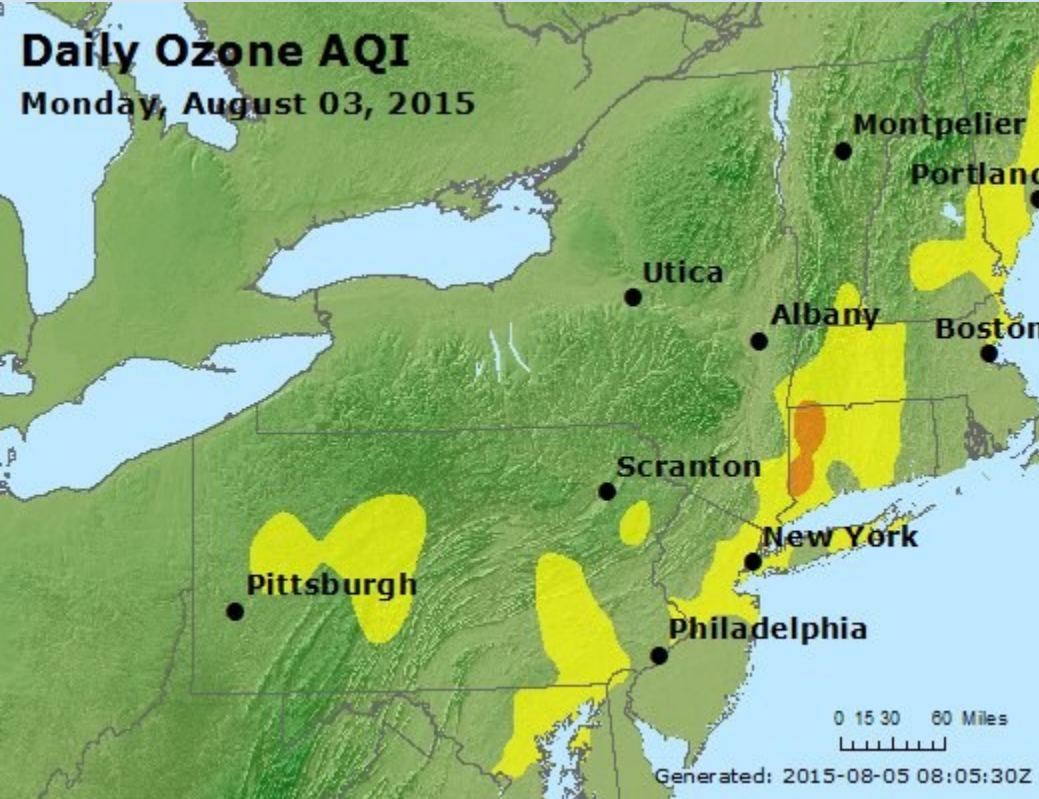 Daily Ozone AQI
Monday, August 03, 2015
Montpelier
Portland
Utica
Albany
Boston
Scranton
New York
Pittsburgh
Philadelphia
0 15 30 60 Miles
Generated: 2015-08-05 08:05:30Z